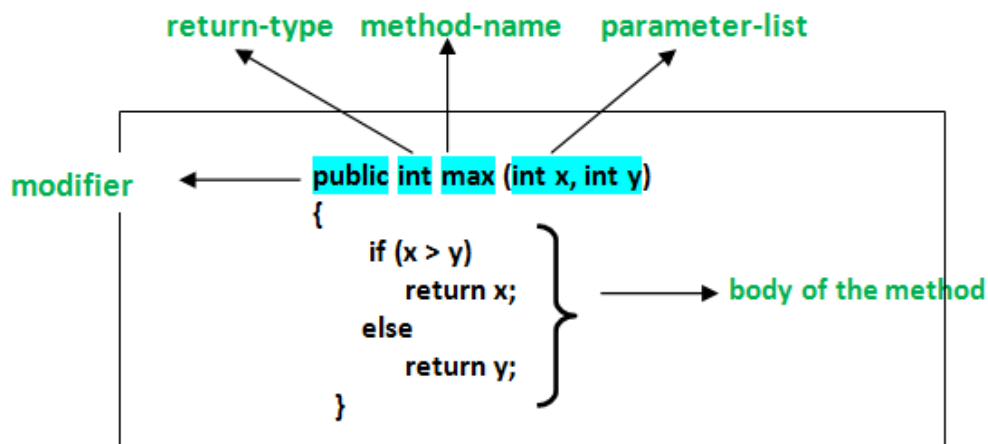 return-type method-name parameter-list
modifier
public int max (int x, int y)
{
if (x > y)
return x;
else
return y;
}
body of the method